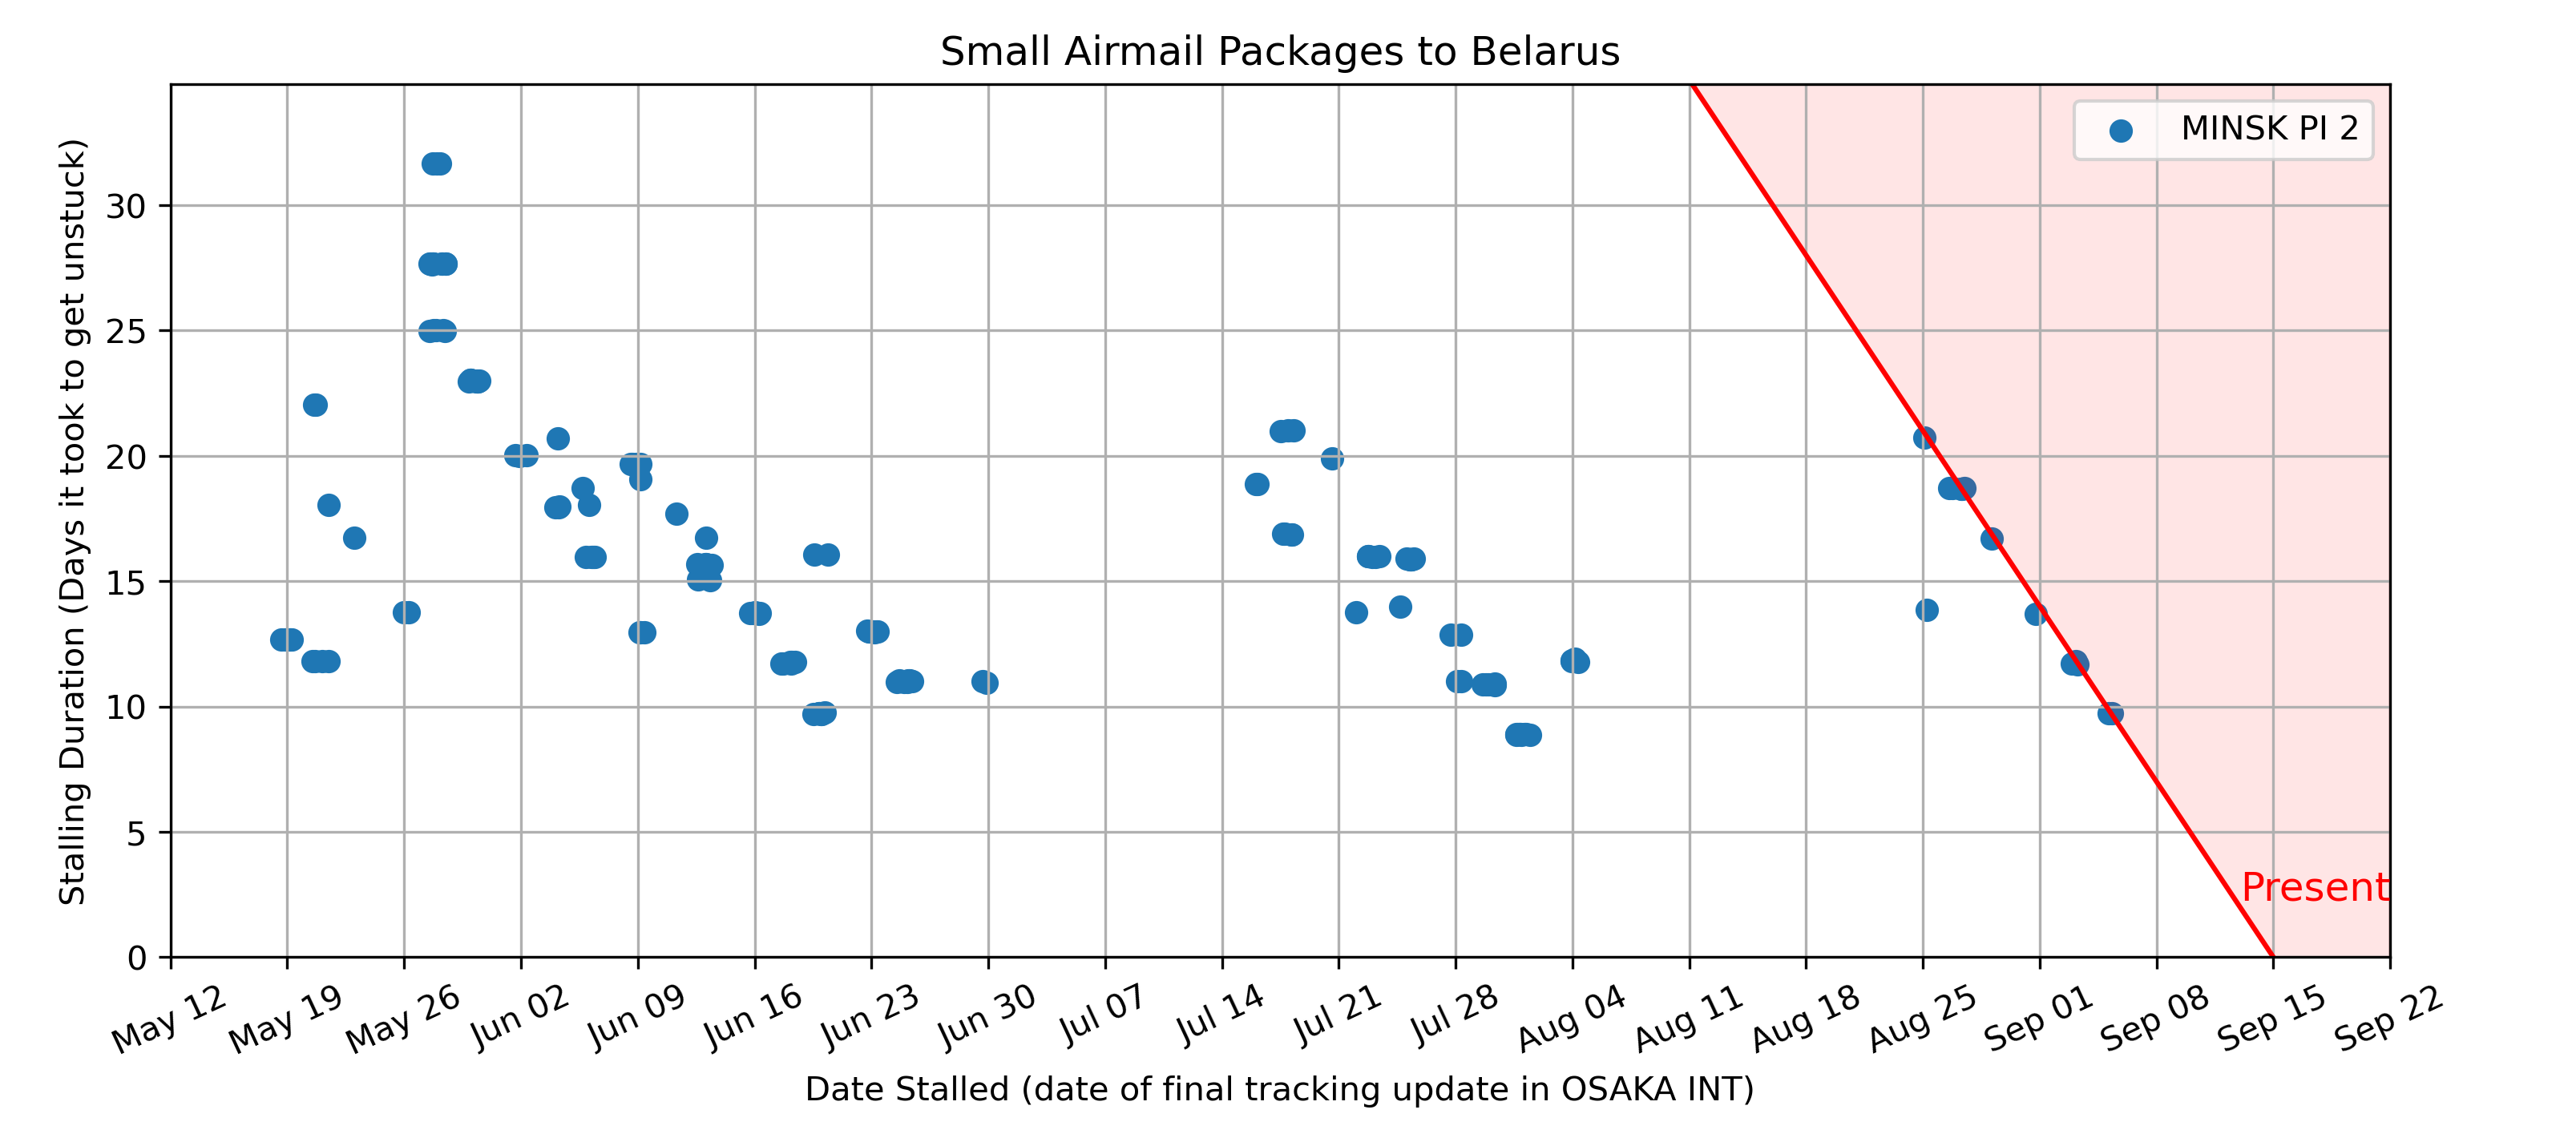 Small Airmail Packages to Belarus
MINSK PI 2
Stalling Duration (Days it took to get unstuck)
30
25
20
15
10
5
0
Present
May 12
May 19
May 26
Jun 02
Jun 09
Jun 16
Jun 23
Jun 30
Jul 07
Jul 14
Jul 21
Jul 28
Aug 04
Aug 11
Aug 18
Aug 25
Sep 01
Sep 08
Sep 15
Sep 22
Date Stalled (date of final tracking update in OSAKA INT)